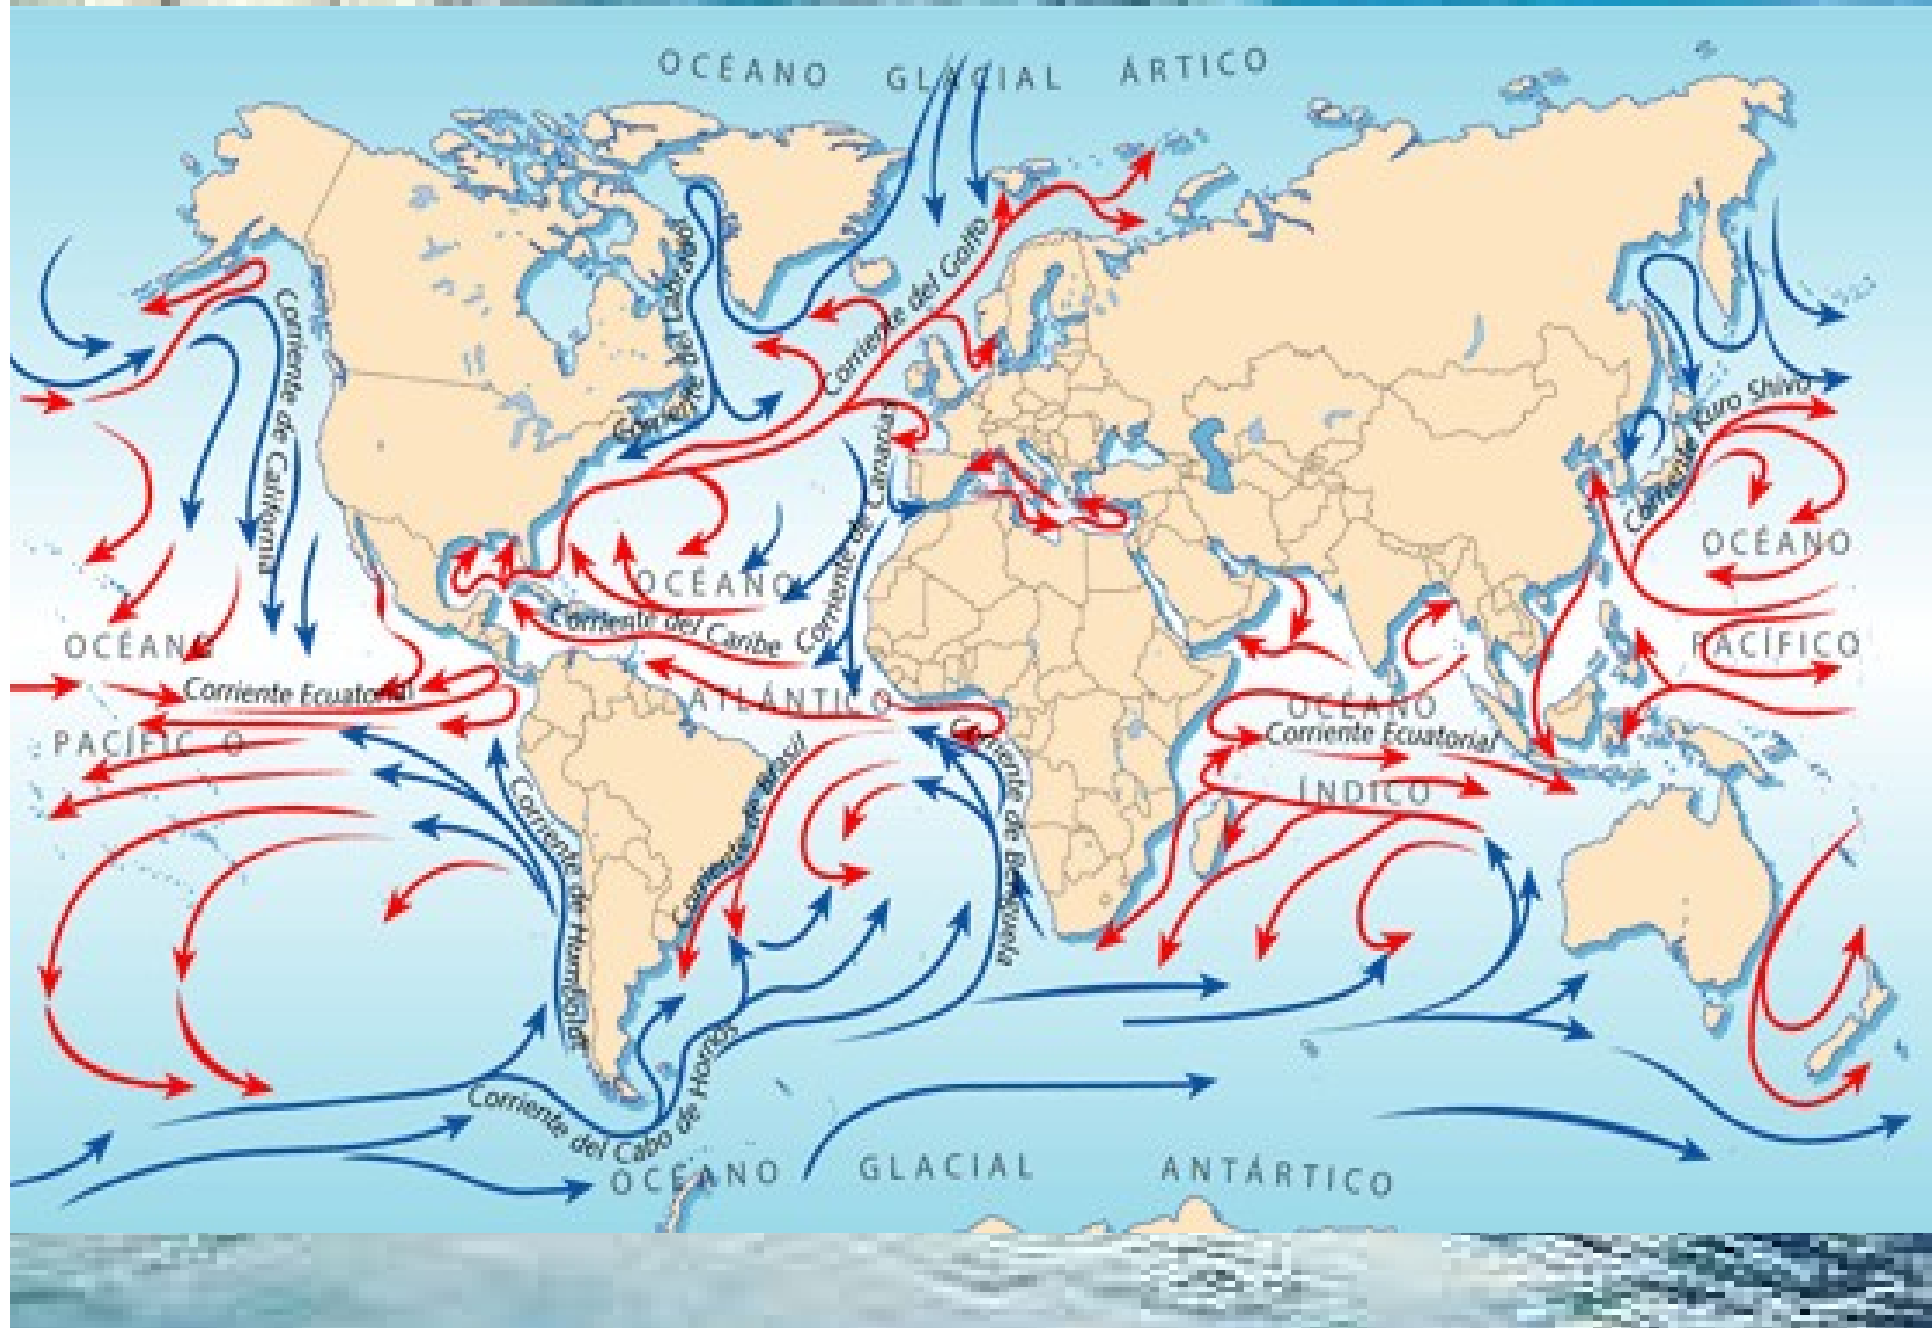 OCÉANO GLACIAL ÁRTICO
Corriente del Labrador
Corriente del Golfo
Corriente de California
Corriente de Canarias
Corriente Kuro Shivo
OCÉANO
PACÍFICO
OCÉANO
ATLÁNTICO
Corriente del Caribe
Corriente de
OCÉANO
PACÍFICO
Corriente Ecuatorial
OCÉANO
ÍNDICO
Corriente Ecuatorial
Corriente de Brasil
Corriente de Benguela
Corriente de Humboldt
Corriente del Cabo de Hornos
OCÉANO GLACIAL ANTÁRTICO